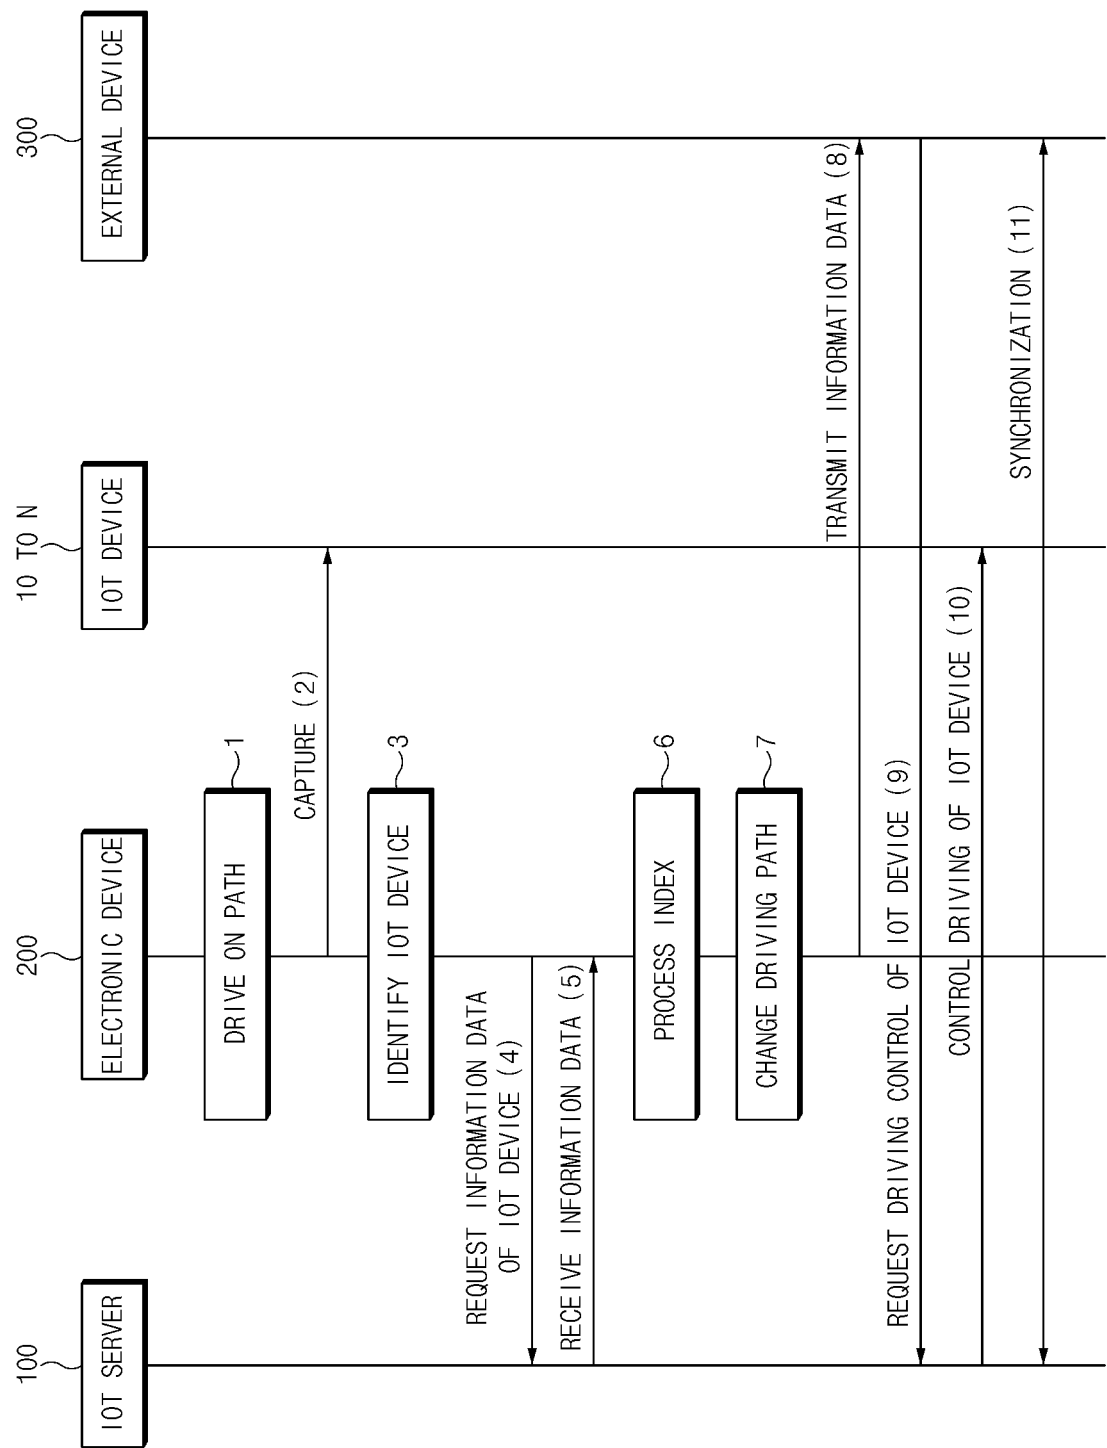 100
200
10 TO N
300
IOT SERVER
ELECTRONIC DEVICE
IOT DEVICE
EXTERNAL DEVICE
DRIVE ON PATH
1
CAPTURE (2)
IDENTIFY IOT DEVICE
3
REQUEST INFORMATION DATA
OF IOT DEVICE (4)
RECEIVE INFORMATION DATA (5)
PROCESS INDEX
6
CHANGE DRIVING PATH
7
TRANSMIT INFORMATION DATA (8)
REQUEST DRIVING CONTROL OF IOT DEVICE (9)
CONTROL DRIVING OF IOT DEVICE (10)
SYNCHRONIZATION (11)